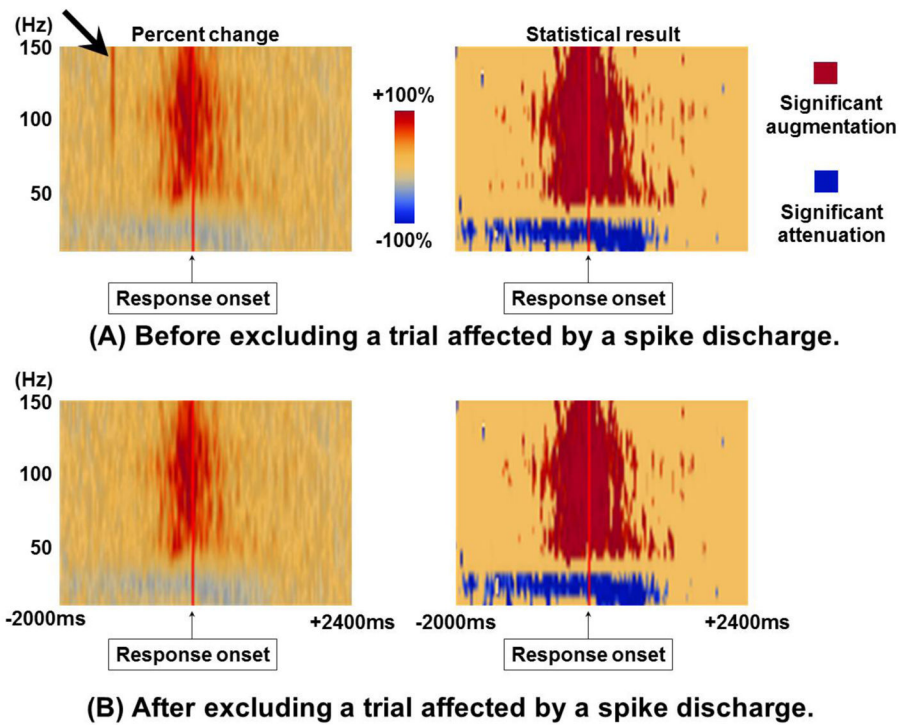 (Hz)
Percent change
Statistical result
150
100
50
+100%
-100%
Significant
augmentation
Significant
attenuation
Response onset
Response onset
(A) Before excluding a trial affected by a spike discharge.
(Hz)
150
100
50
-2000ms
+2400ms
-2000ms
+2400ms
Response onset
Response onset
(B) After excluding a trial affected by a spike discharge.